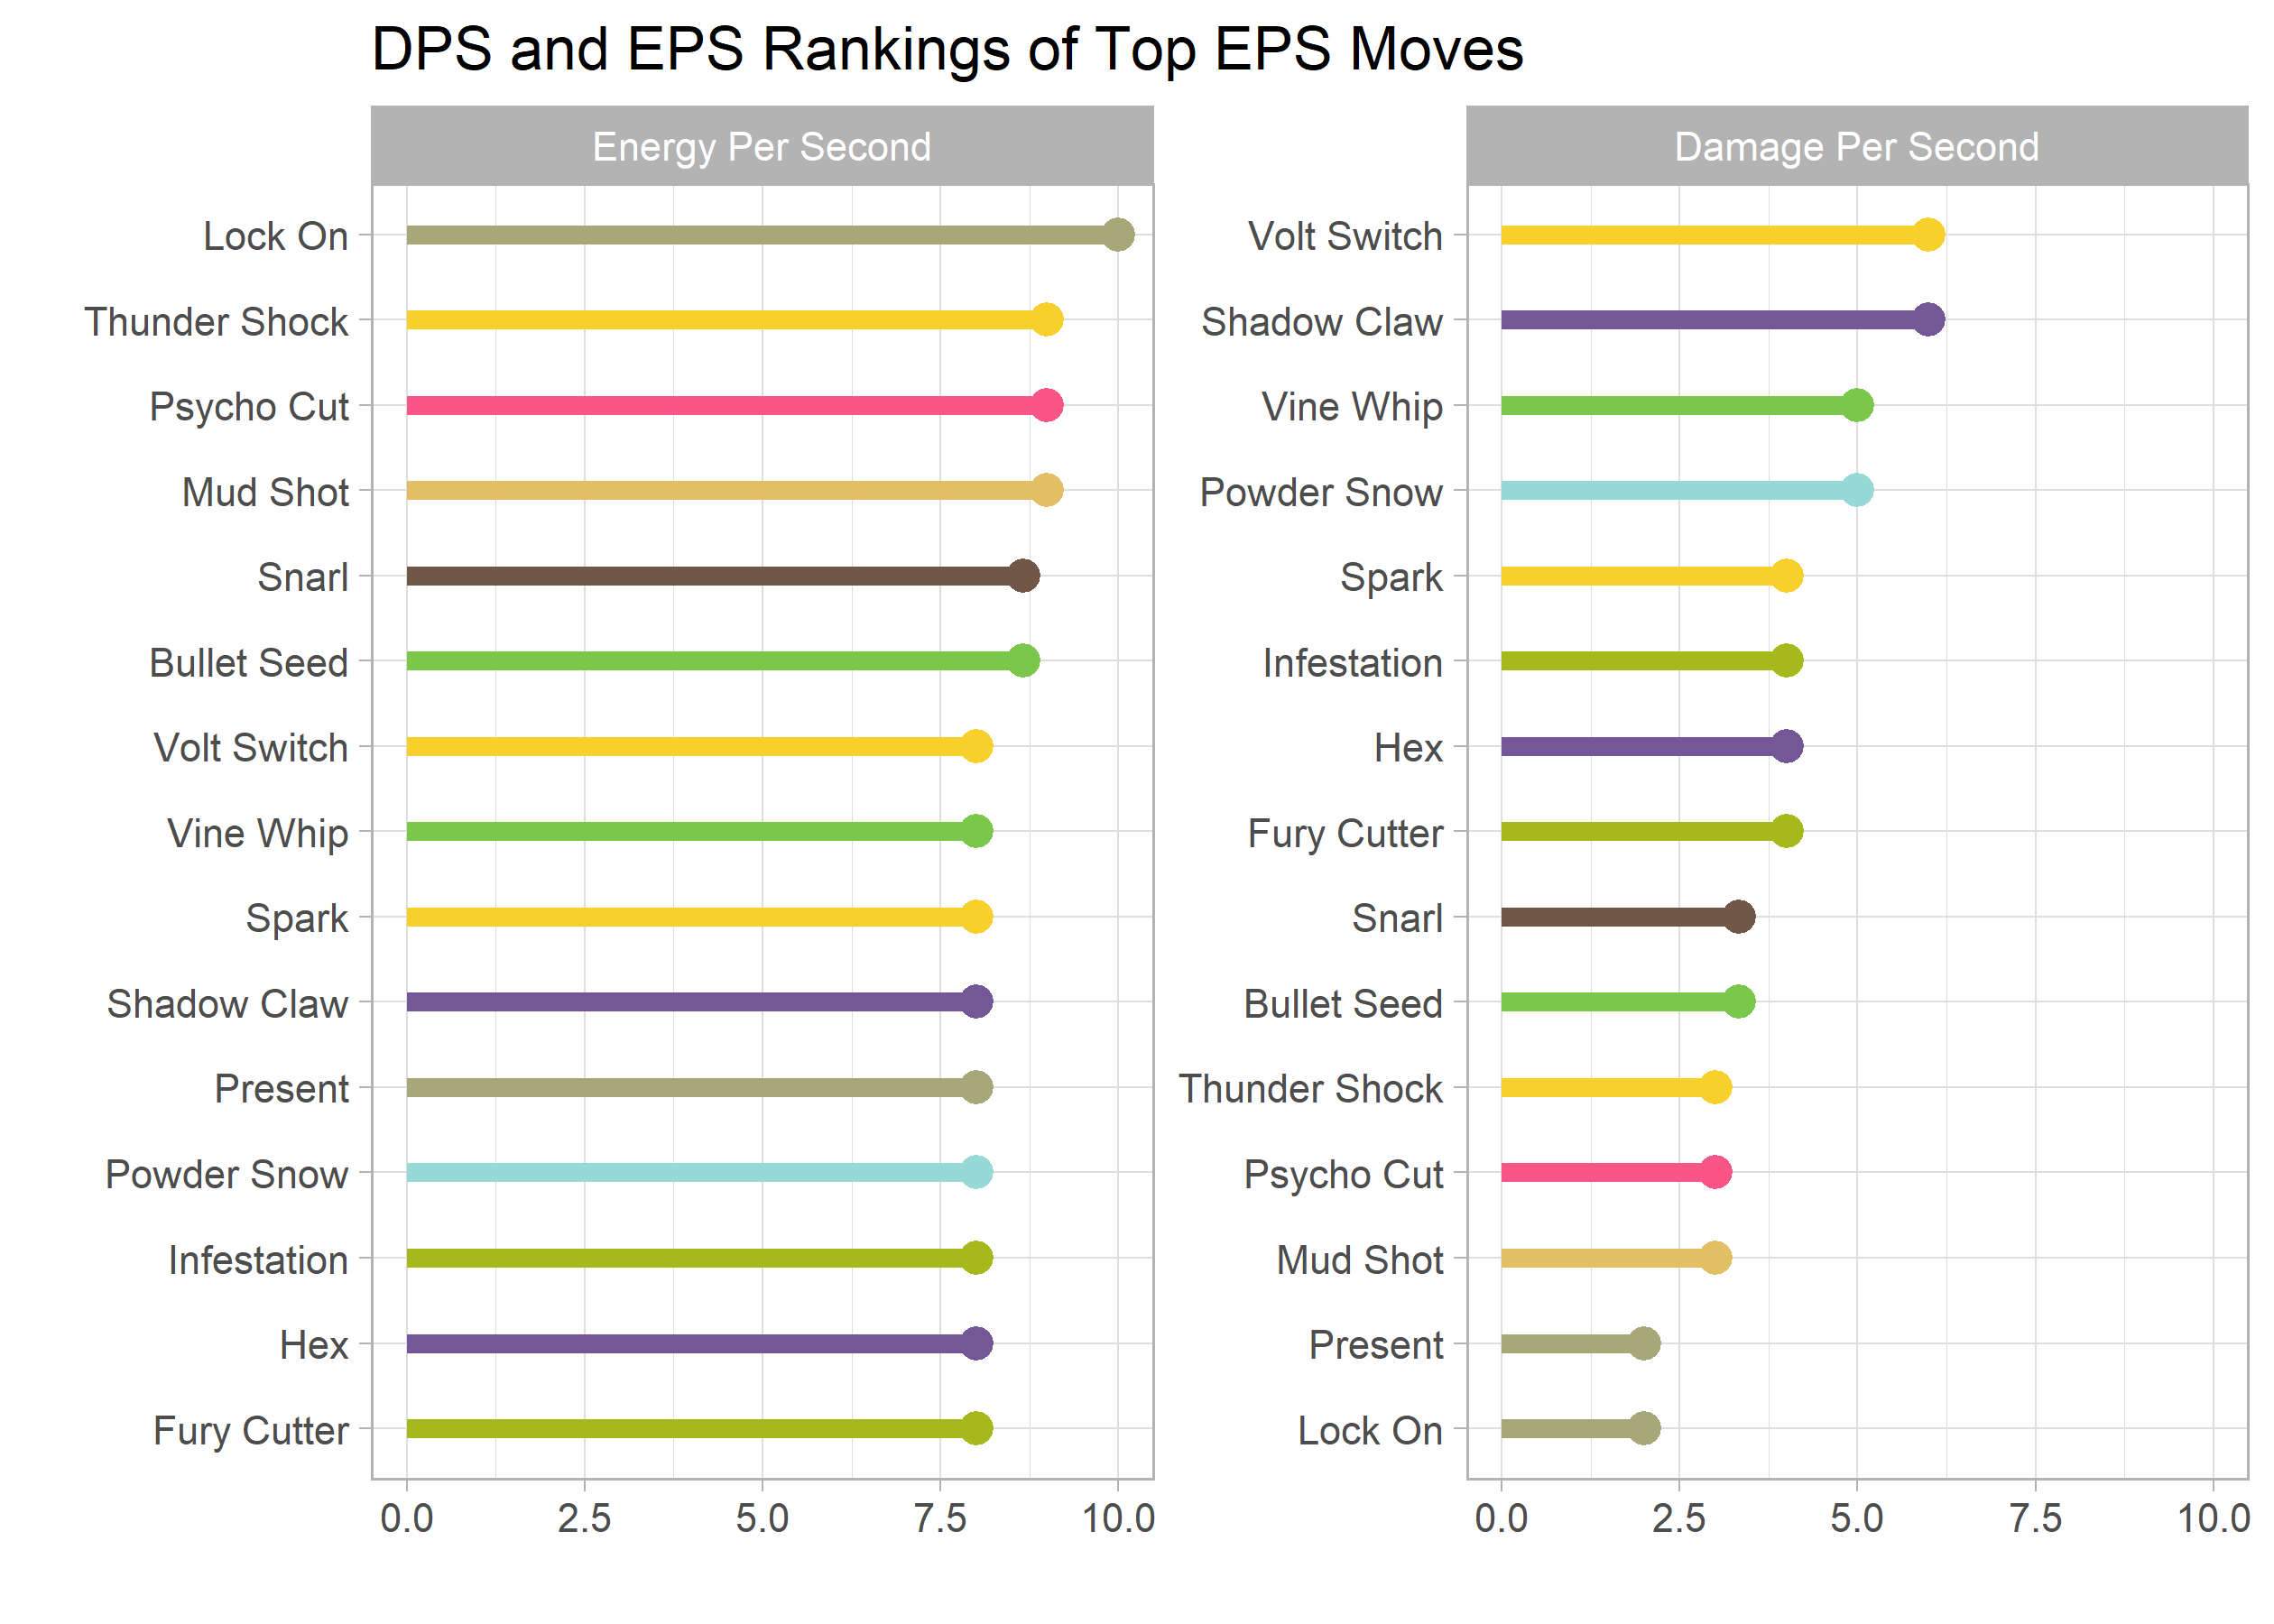 DPS and EPS Rankings of Top EPS Moves
Energy Per Second
Lock On
Thunder Shock
Psycho Cut
Mud Shot
Snarl
Bullet Seed
Volt Switch
Vine Whip
Spark
Shadow Claw
Present
Powder Snow
Infestation
Hex
Fury Cutter
0.0 2.5 5.0 7.5 10.0
Damage Per Second
Volt Switch
Shadow Claw
Vine Whip
Powder Snow
Spark
Infestation
Hex
Fury Cutter
Snarl
Bullet Seed
Thunder Shock
Psycho Cut
Mud Shot
Present
Lock On
0.0 2.5 5.0 7.5 10.0